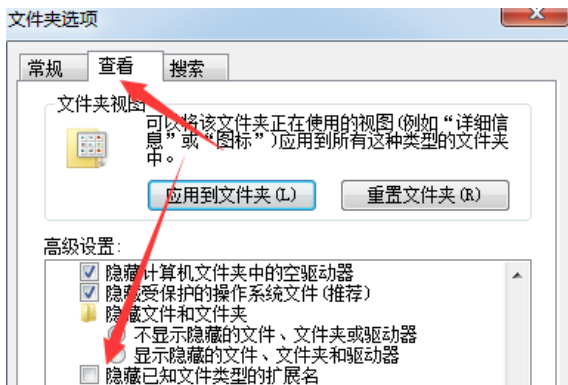 文件夹选项
常规 查看 搜索
文件夹视图
可以将该文件夹正在使用的视图(例如“详细信
息”或“图标”)应用到所有这种类型的文件夹
中。
应用到文件夹(L) 重置文件夹(R)
高级设置:
隐藏计算机文件夹中的空驱动器
隐藏受保护的操作系统文件(推荐)
隐藏文件和文件夹
不显示隐藏的文件、文件夹或驱动器
显示隐藏的文件、文件夹和驱动器
隐藏已知文件类型的扩展名